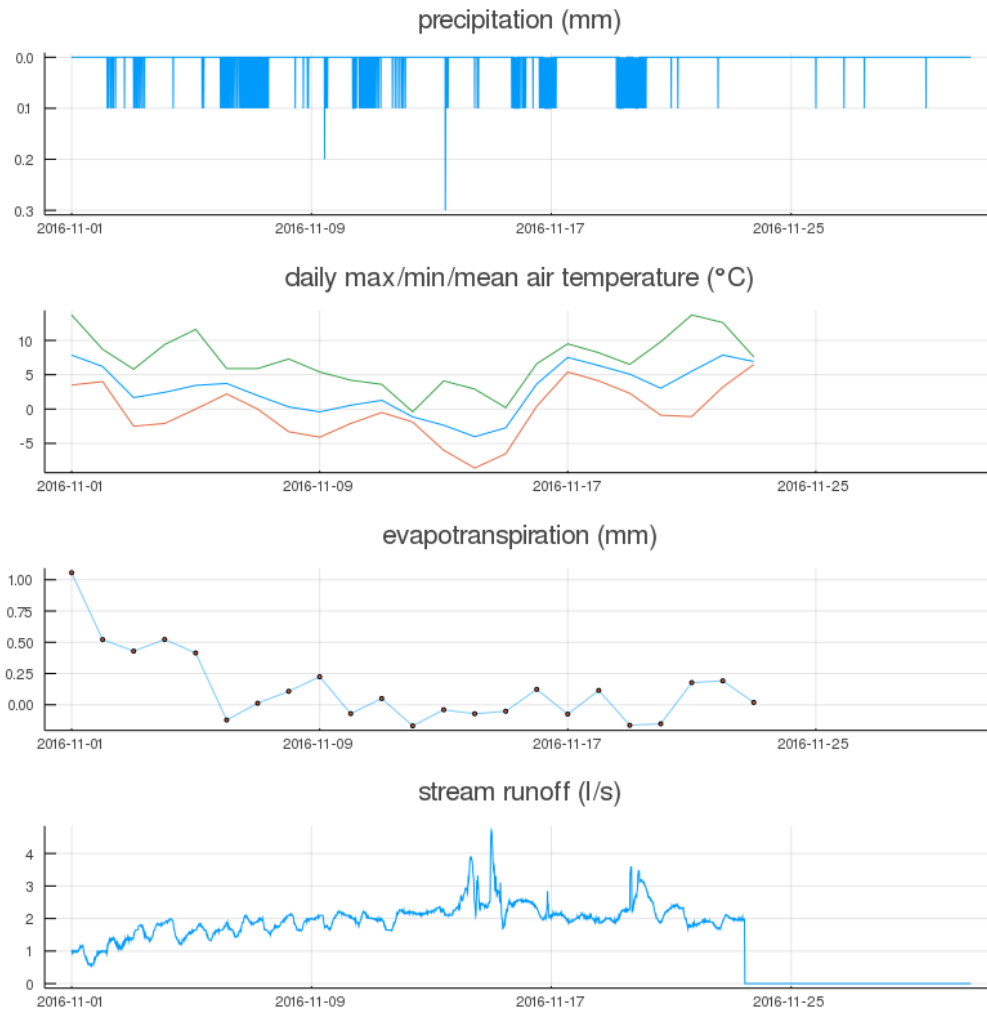 precipitation (mm)
0.0
0.1
0.2
0.3
2016-11-01 2016-11-09 2016-11-17 2016-11-25
daily max/min/mean air temperature (°C)
10
5
0
-5
2016-11-01 2016-11-09 2016-11-17 2016-11-25
evapotranspiration (mm)
1.00
0.75
0.50
0.25
0.00
2016-11-01 2016-11-09 2016-11-17 2016-11-25
stream runoff (l/s)
4
3
2
1
0
2016-11-01 2016-11-09 2016-11-17 2016-11-25